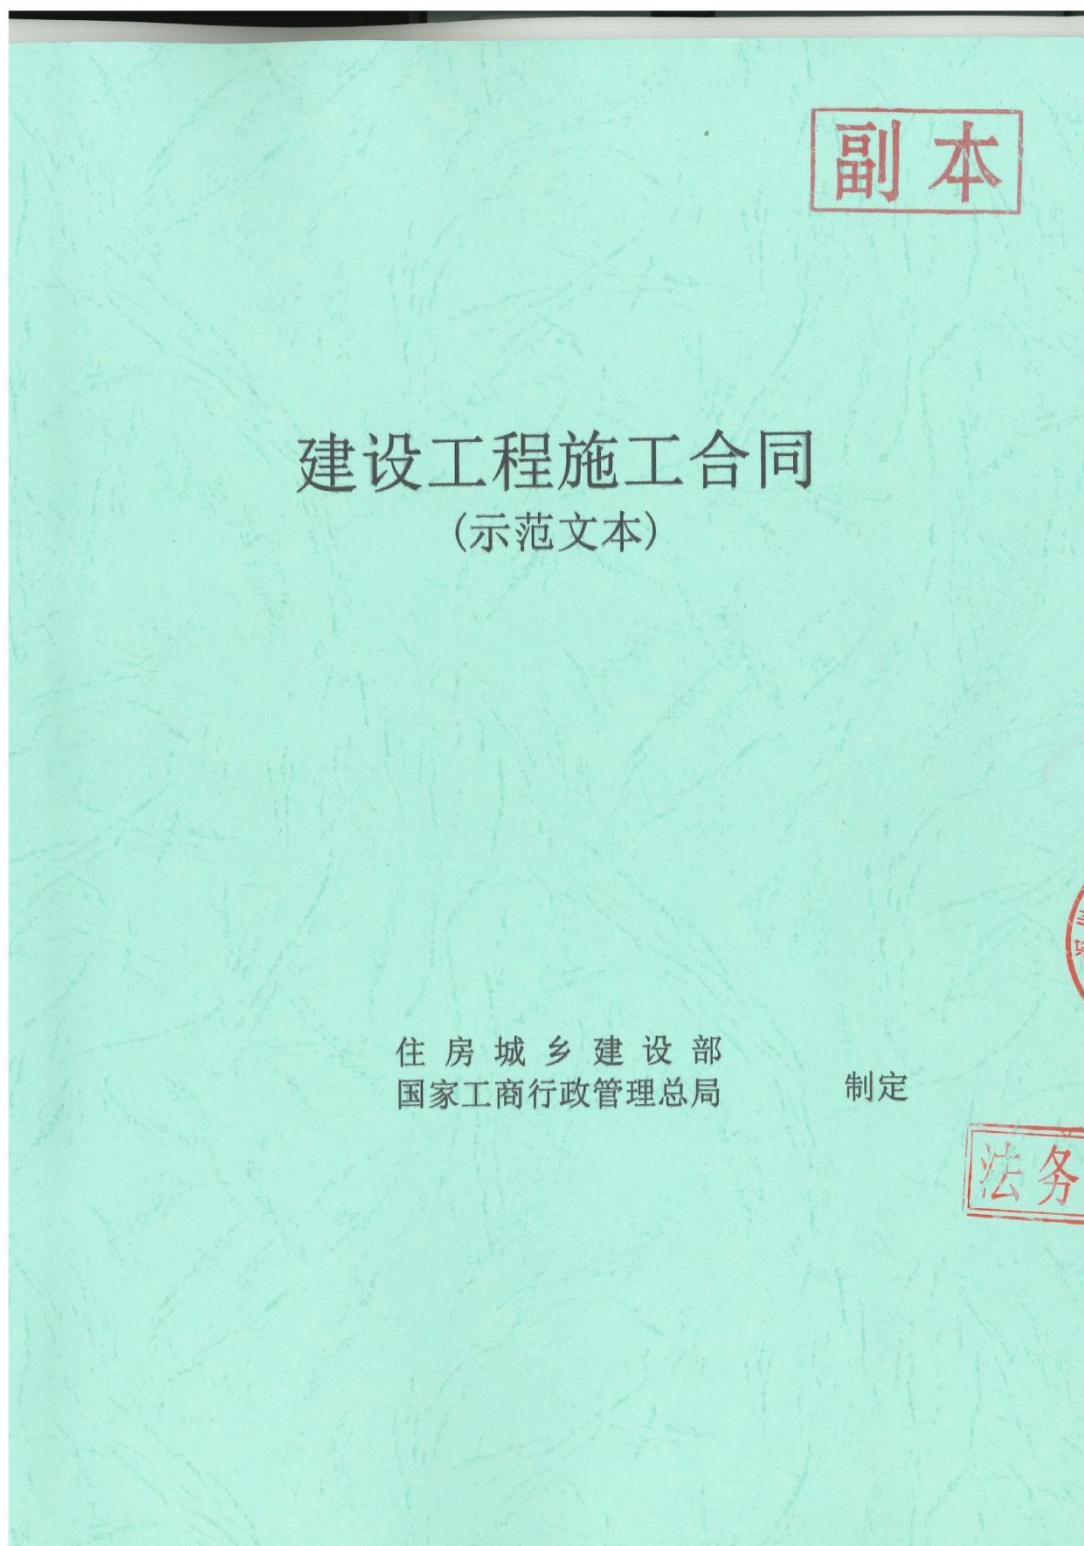 副本
建设工程施工合同
(示范文本)
住房城乡建设部
国家工商行政管理总局
制定
法务